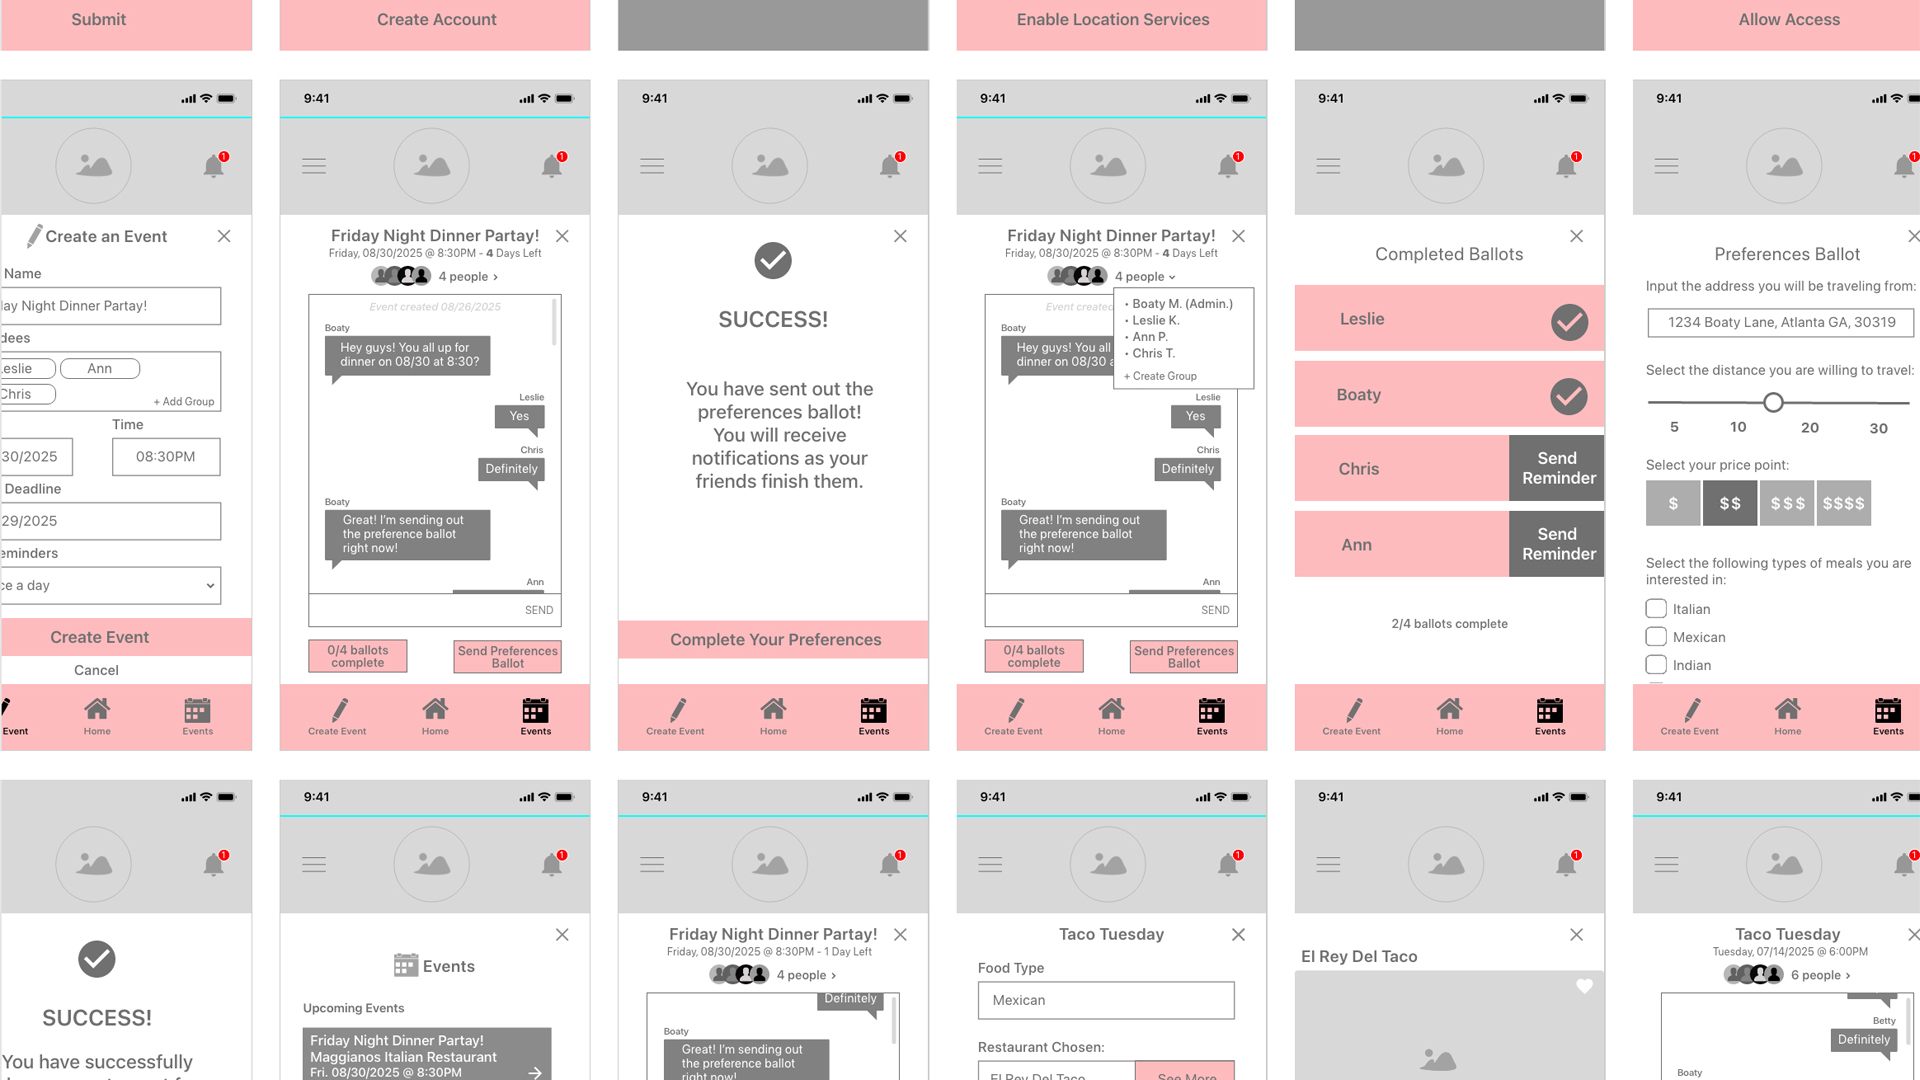 Submit
Create Account
Enable Location Services
Allow Access
Create an Event
Name
ay Night Dinner Partay!
dees
eslie
Ann
Chris
+ Add Group
Time
30/2025
08:30PM
Deadline
29/2025
eminders
ce a day
Create Event
Cancel
Event
Home
Events
9:41
1
Friday Night Dinner Partay!
Friday, 08/30/2025 @ 8:30PM - 4 Days Left
4 people >
Event created 08/26/2025
Boaty
Hey guys! You all up for
dinner on 08/30 at 8:30?
Leslie
Yes
Chris
Definitely
Boaty
Great! I'm sending out
the preference ballot
right now!
Ann
SEND
0/4 ballots
complete
Send Preferences
Ballot
Create Event
Home
Events
9:41
1
SUCCESS!
You have sent out the
preferences ballot!
You will receive
notifications as your
friends finish them.
Complete Your Preferences
Create Event
Home
Events
9:41
1
Friday Night Dinner Partay!
Friday, 08/30/2025 @ 8:30PM - 4 Days Left
4 people
Event created
• Boaty M. (Admin.)
• Leslie K.
• Ann P.
• Chris T.
+ Create Group
Boaty
Hey guys! You all
dinner on 08/30 a
Leslie
Yes
Chris
Definitely
Boaty
Great! I'm sending out
the preference ballot
right now!
Ann
SEND
0/4 ballots
complete
Send Preferences
Ballot
Create Event
Home
Events
9:41
1
Completed Ballots
Leslie
Boaty
Chris
Send
Reminder
Ann
Send
Reminder
2/4 ballots complete
Create Event
Home
Events
9:41
1
Preferences Ballot
Input the address you will be traveling from:
1234 Boaty Lane, Atlanta GA, 30319
Select the distance you are willing to travel:
5 10 20 30
Select your price point:
$ $$ $$$ $$$$
Select the following types of meals you are
interested in:
Italian
Mexican
Indian
Create Event
Home
Events
1
1
SUCCESS!
You have successfully
9:41
1
Events
Upcoming Events
Friday Night Dinner Partay!
Maggianos Italian Restaurant
Fri. 08/30/2025 @ 8:30PM
9:41
1
Friday Night Dinner Partay!
Friday, 08/30/2025 @ 8:30PM - 1 Day Left
4 people >
Definitely
Boaty
Great! I'm sending out
the preference ballot
right now!
9:41
1
Taco Tuesday
Food Type
Mexican
Restaurant Chosen:
El Rey Del Taco
See More
9:41
1
El Rey Del Taco
9:41
1
Taco Tuesday
Tuesday, 07/14/2025 @ 6:00PM
6 people >
Betty
Definitely
Boaty